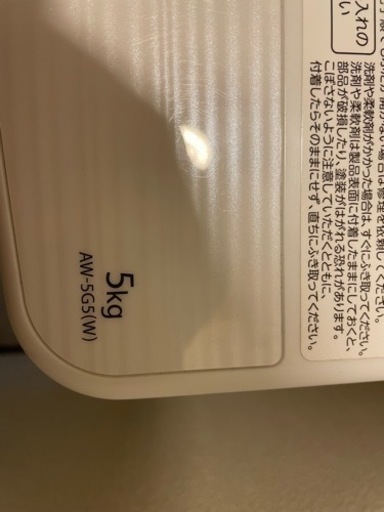 入れの
い
洗剤や柔軟剤がかかった場合は、すぐにふき取ってください。
洗剤や柔軟剤は製品表面に付着したままにしておくと、
部品が破損したり、塗装がはがれる恐れがあります。
こぼさないように注意していただくとともに、
付着したらそのままにせず、直ちにふき取ってください。
5kg
AW-5G5(W)